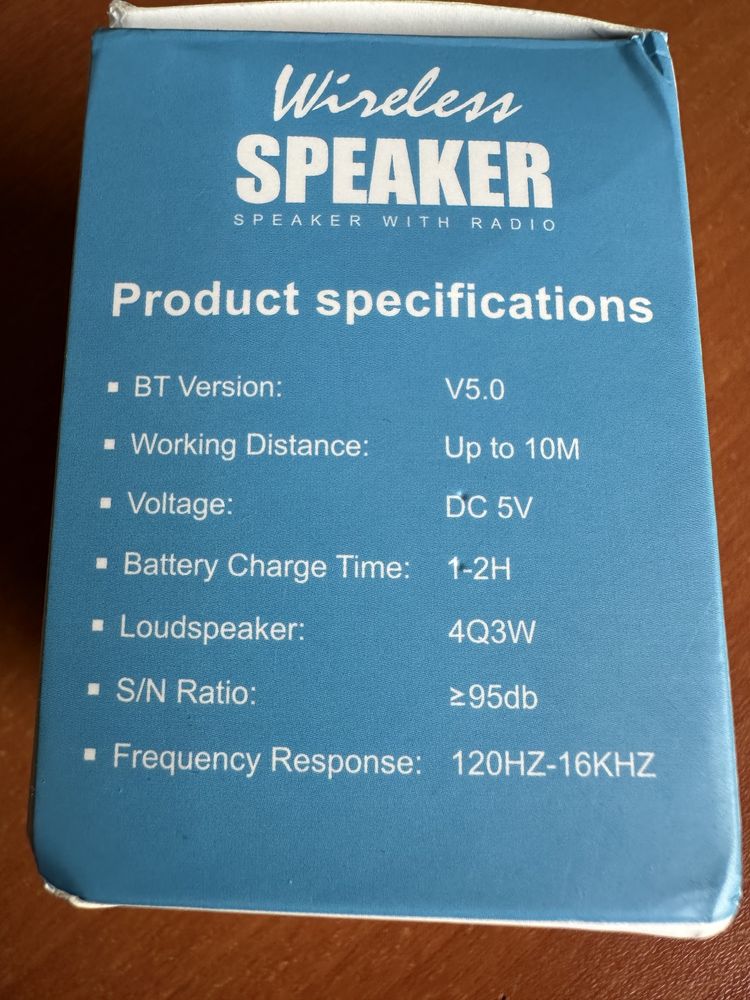 Wireless
SPEAKER
SPEAKER WITH RADIO
Product specifications
▪ BT Version: V5.0
▪ Working Distance: Up to 10M
▪ Voltage: DC 5V
▪ Battery Charge Time: 1-2H
▪ Loudspeaker: 4Q3W
▪ S/N Ratio: ≥95db
▪ Frequency Response: 120HZ-16KHZ